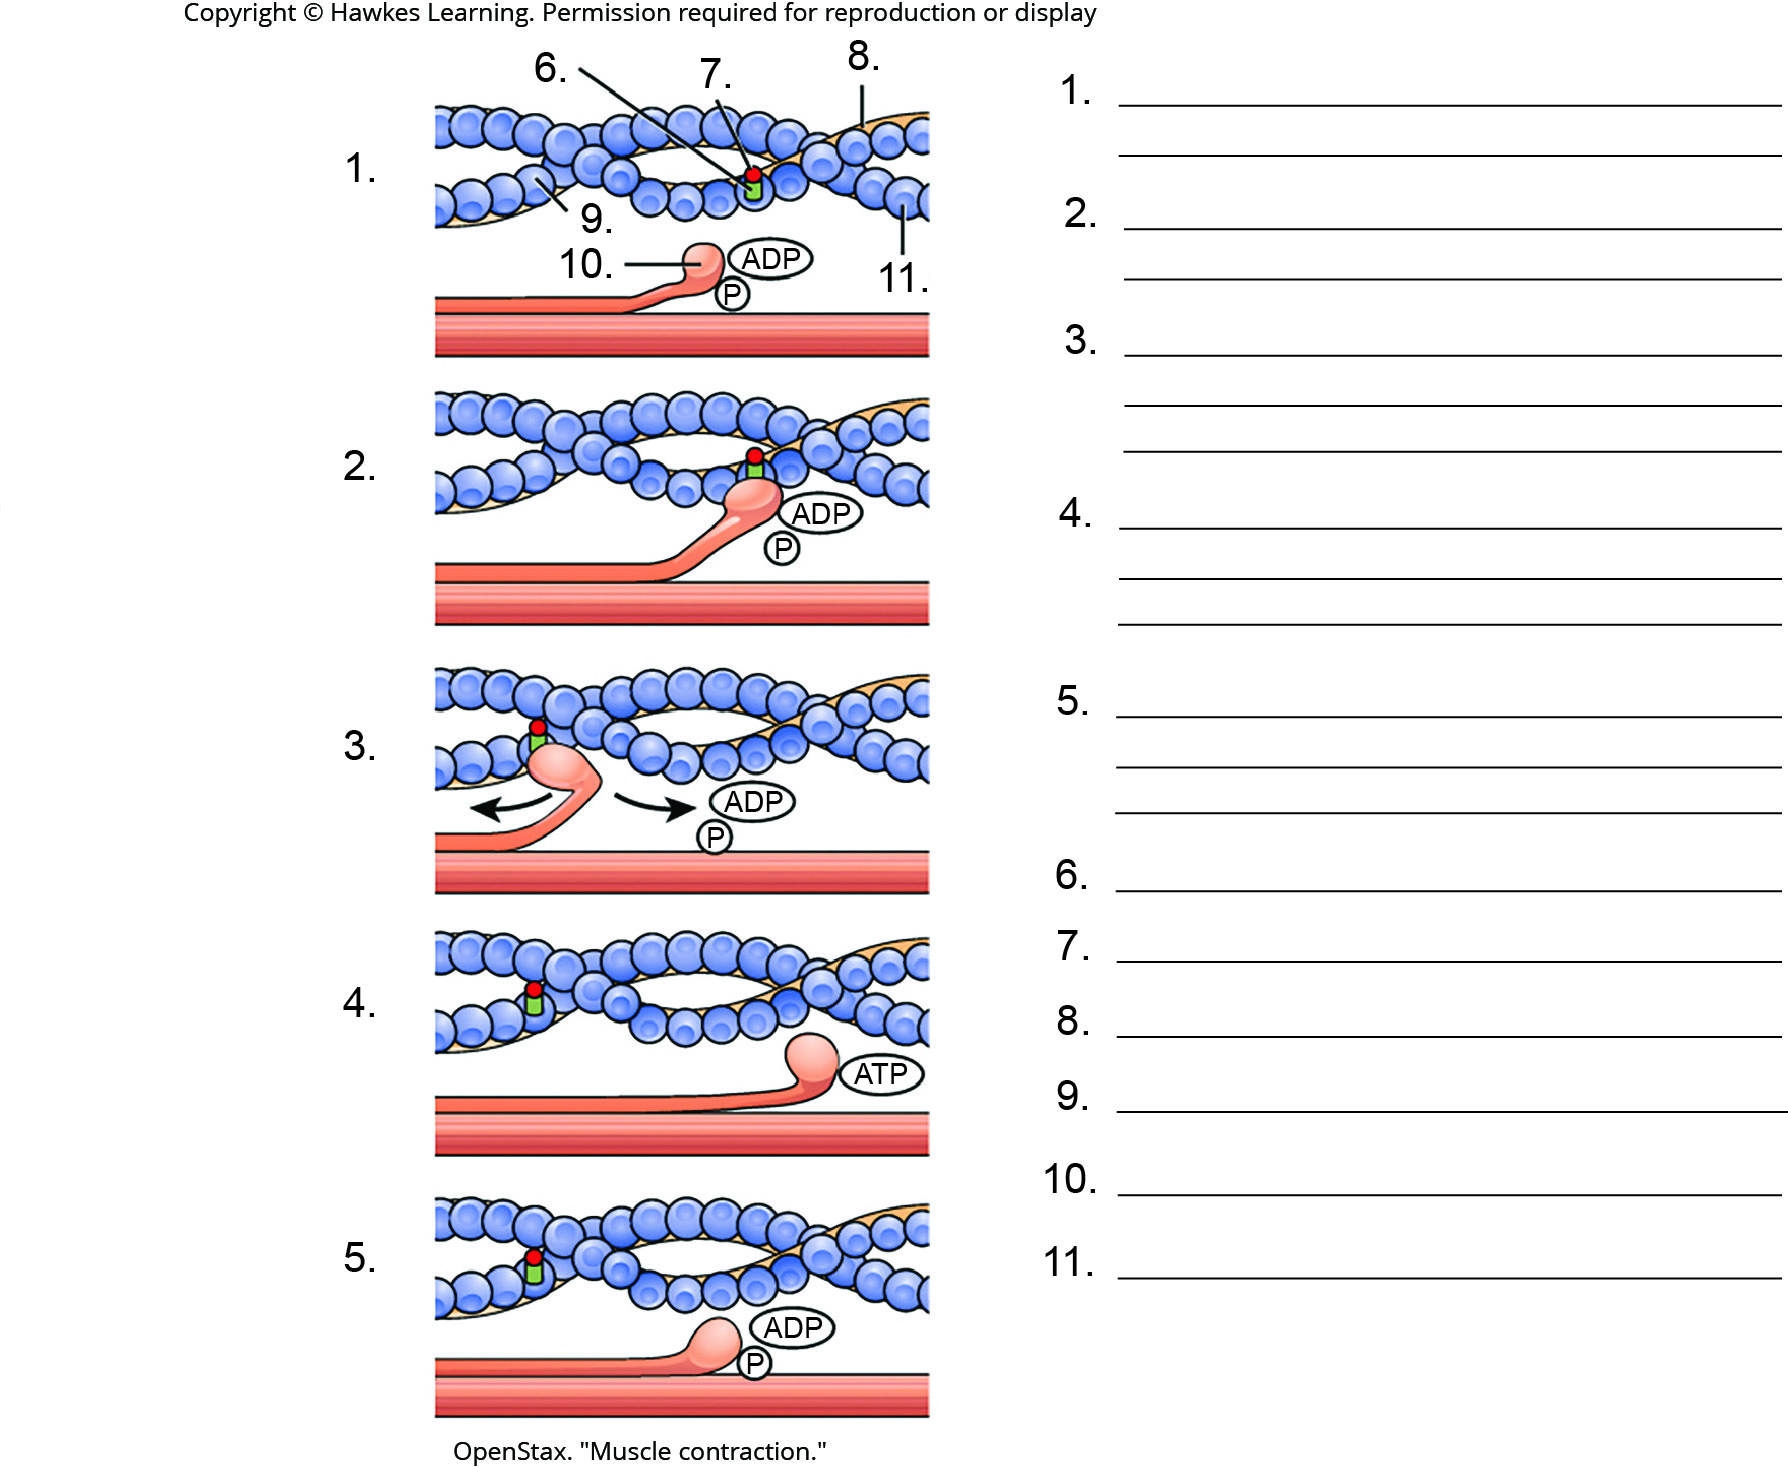 Copyright © Hawkes Learning. Permission required for reproduction or display
6.
7.
8.
1.
9.
10.
ADP
P
11.
2.
ADP
P
3.
ADP
P
4.
ATP
5.
ADP
P
1.
2.
3.
4.
5.
6.
7.
8.
9.
10.
11.
OpenStax. "Muscle contraction."